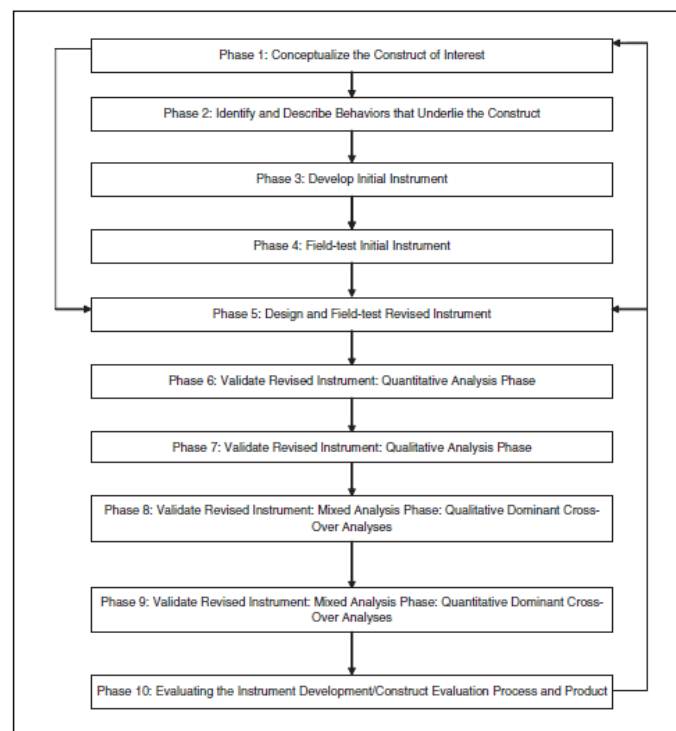 Phase 1: Conceptualize the Construct of Interest
Phase 2: Identify and Describe Behaviors that Underlie the Construct
Phase 3: Develop Initial Instrument
Phase 4: Field-test Initial Instrument
Phase 5: Design and Field-test Revised Instrument
Phase 6: Validate Revised Instrument: Quantitative Analysis Phase
Phase 7: Validate Revised Instrument: Qualitative Analysis Phase
Phase 8: Validate Revised Instrument: Mixed Analysis Phase: Qualitative Dominant Cross-
Over Analyses
Phase 9: Validate Revised Instrument: Mixed Analysis Phase: Quantitative Dominant Cross-
Over Analyses
Phase 10: Evaluating the Instrument Development/Construct Evaluation Process and Product